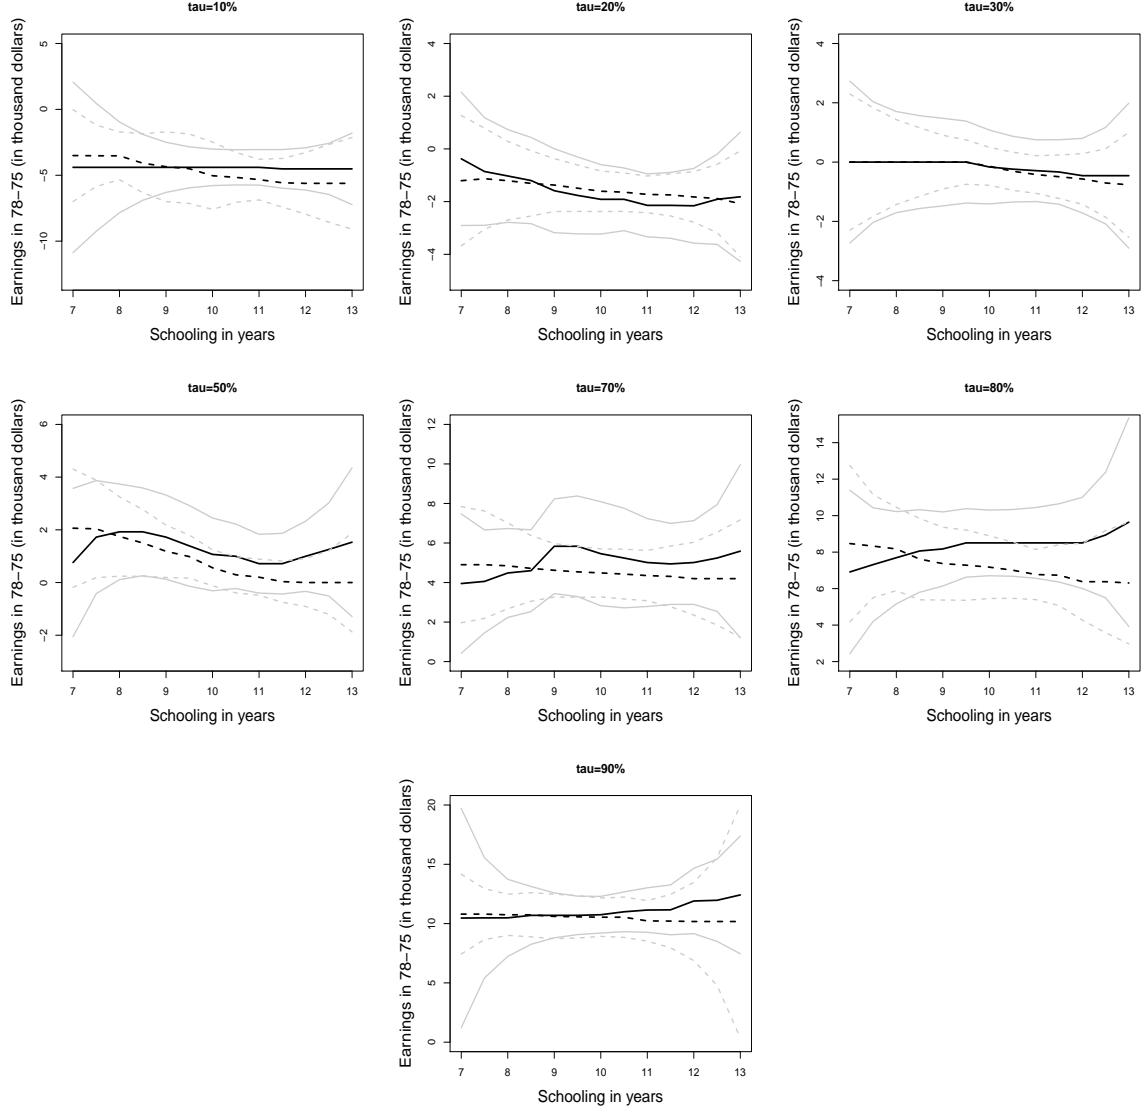 tau=10%
Earnings in 78−75 (in thousand dollars)
5
0
−5
−10
7 8 9 10 11 12 13
Schooling in years
tau=20%
Earnings in 78−75 (in thousand dollars)
4
2
0
−2
−4
7 8 9 10 11 12 13
Schooling in years
tau=30%
Earnings in 78−75 (in thousand dollars)
4
2
0
−2
−4
7 8 9 10 11 12 13
Schooling in years
tau=50%
Earnings in 78−75 (in thousand dollars)
6
4
2
0
−2
7 8 9 10 11 12 13
Schooling in years
tau=70%
Earnings in 78−75 (in thousand dollars)
12
10
8
6
4
2
0
7 8 9 10 11 12 13
Schooling in years
tau=80%
Earnings in 78−75 (in thousand dollars)
14
12
10
8
6
4
2
7 8 9 10 11 12 13
Schooling in years
tau=90%
Earnings in 78−75 (in thousand dollars)
20
15
10
5
0
7 8 9 10 11 12 13
Schooling in years